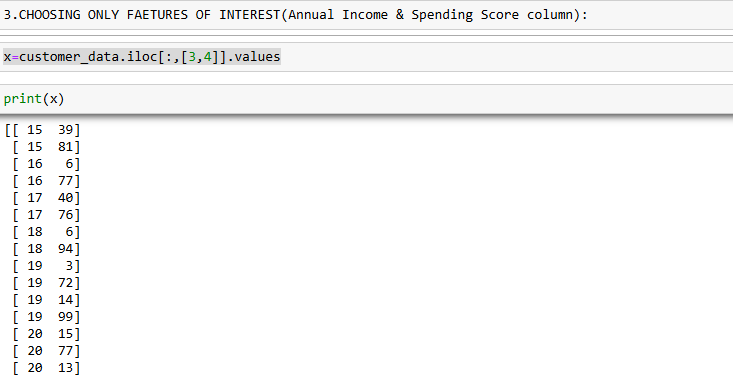 3.CHOOSING ONLY FAETURES OF INTEREST(Annual Income & Spending Score column):
x=customer_data.iloc[:,[3,4]].values
print(x)
[[ 15  39]
 [ 15  81]
 [ 16   6]
 [ 16  77]
 [ 17  40]
 [ 17  76]
 [ 18   6]
 [ 18  94]
 [ 19   3]
 [ 19  72]
 [ 19  14]
 [ 19  99]
 [ 20  15]
 [ 20  77]
 [ 20  13]